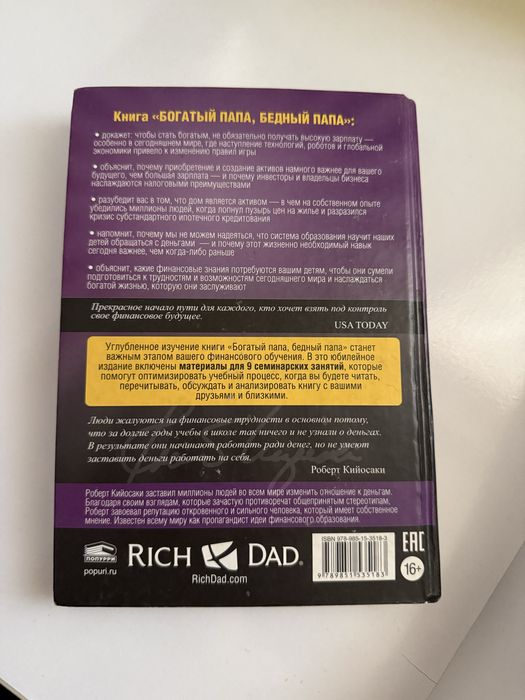 Книга «БОГАТЫЙ ПАПА, БЕДНЫЙ ПАПА»:
• докажет: чтобы стать богатым, не обязательно получать высокую зарплату —
особенно в сегодняшнем мире, где наступление технологий, роботов и глобальной
экономики привело к изменению правил игры
• объяснит, почему приобретение и создание активов намного важнее для вашего
будущего, чем большая зарплата — и почему инвесторы и владельцы бизнеса
наслаждаются налоговыми преимуществами
• разубедит вас в том, что дом является активом — в чем на собственном опыте
убедились миллионы людей, когда лопнул пузырь цен на жилье и разразился
кризис субстандартного ипотечного кредитования
• напомнит, почему мы не можем надеяться, что система образования научит наших
детей обращаться с деньгами — и почему этот жизненно необходимый навык
сегодня важнее, чем когда-либо раньше
• объяснит, какие финансовые знания потребуются вашим детям, чтобы они сумели
подготовиться к трудностям и возможностям сегодняшнего мира и наслаждаться
богатой жизнью, которую они заслуживают
Прекрасное начало пути для каждого, кто хочет взять под контроль
свое финансовое будущее.
USA TODAY
Углубленное изучение книги «Богатый папа, бедный папа» станет
важным этапом вашего финансового обучения. В это юбилейное
издание включены материалы для 9 семинарских занятий, которые
помогут оптимизировать учебный процесс, когда вы будете читать,
перечитывать, обсуждать и анализировать книгу с вашими
друзьями и близкими.
Люди жалуются на финансовые трудности в основном потому,
что за долгие годы учебы в школе так ничего и не узнали о деньгах.
В результате они начинают работать ради денег, но не умеют
заставить деньги работать на себя.
Роберт Кийосаки
Роберт Кийосаки заставил миллионы людей во всем мире изменить отношение к деньгам.
Благодаря своим взглядам, которые зачастую противоречат общепринятым стереотипам,
Роберт завоевал репутацию откровенного и сильного человека, который имеет собственное
мнение. Известен всему миру как пропагандист идеи финансового образования.
ПОПУРРИ
popuri.ru
RICH DAD®
RichDad.com
ISBN 978-985-15-3518-3
9 789851 535183
EAC
16+